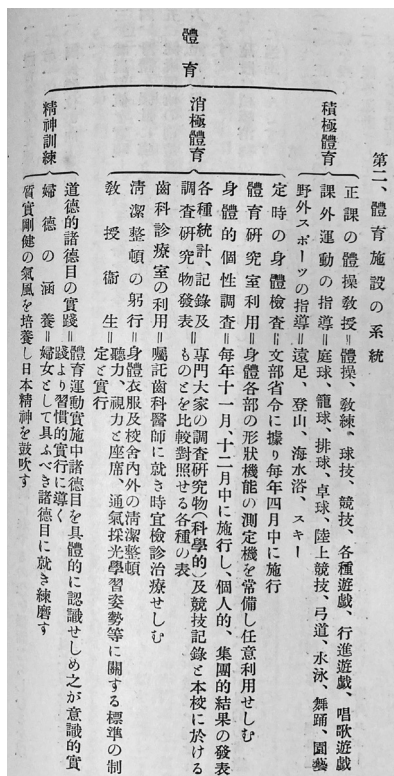 第二、體育施設の系統
體育
積極體育
正課の體操敎授＝體操、敎練、球技、競技、各種遊戯、行進遊戯、唱歌遊戯
課外運動の指導＝庭球、籠球、排球、卓球、陸上競技、弓道、水泳、舞踊、園藝
野外スポーツの指導＝遠足、登山、海水浴、スキー
消極體育
定時の身體檢査＝文部省令に據り每年四月中に施行
體育硏究室利用＝身體各部の形狀機能の測定機を常備し任意利用せしむ
身體的個性調査＝每年十一月、十二月中に施行し、個人的、集團的結果の發表
各種統計、記錄及
調査硏究物發表＝專門大家の調査硏究物(科學的)及競技記錄と本校に於ける
ものとを比較對照せる各種の表
齒科診療室の利用＝囑託齒科醫師に就き時宜檢診治療せしむ
淸潔整頓の躬行＝身體衣服及校舍內外の淸潔整頓
敎授衞生＝聽力、視力と座席、通氣採光學習姿勢等に關する標準の制
定と實行
精神訓練
道德的諸德目の實踐＝體育運動實施中諸德目を具體的に認識せしめ之が意識的實
踐より習慣的實行に導く
婦德の涵養＝婦女として具ふべき諸德目に就き練磨す
質實剛健の氣風を培養し日本精神を鼓吹す